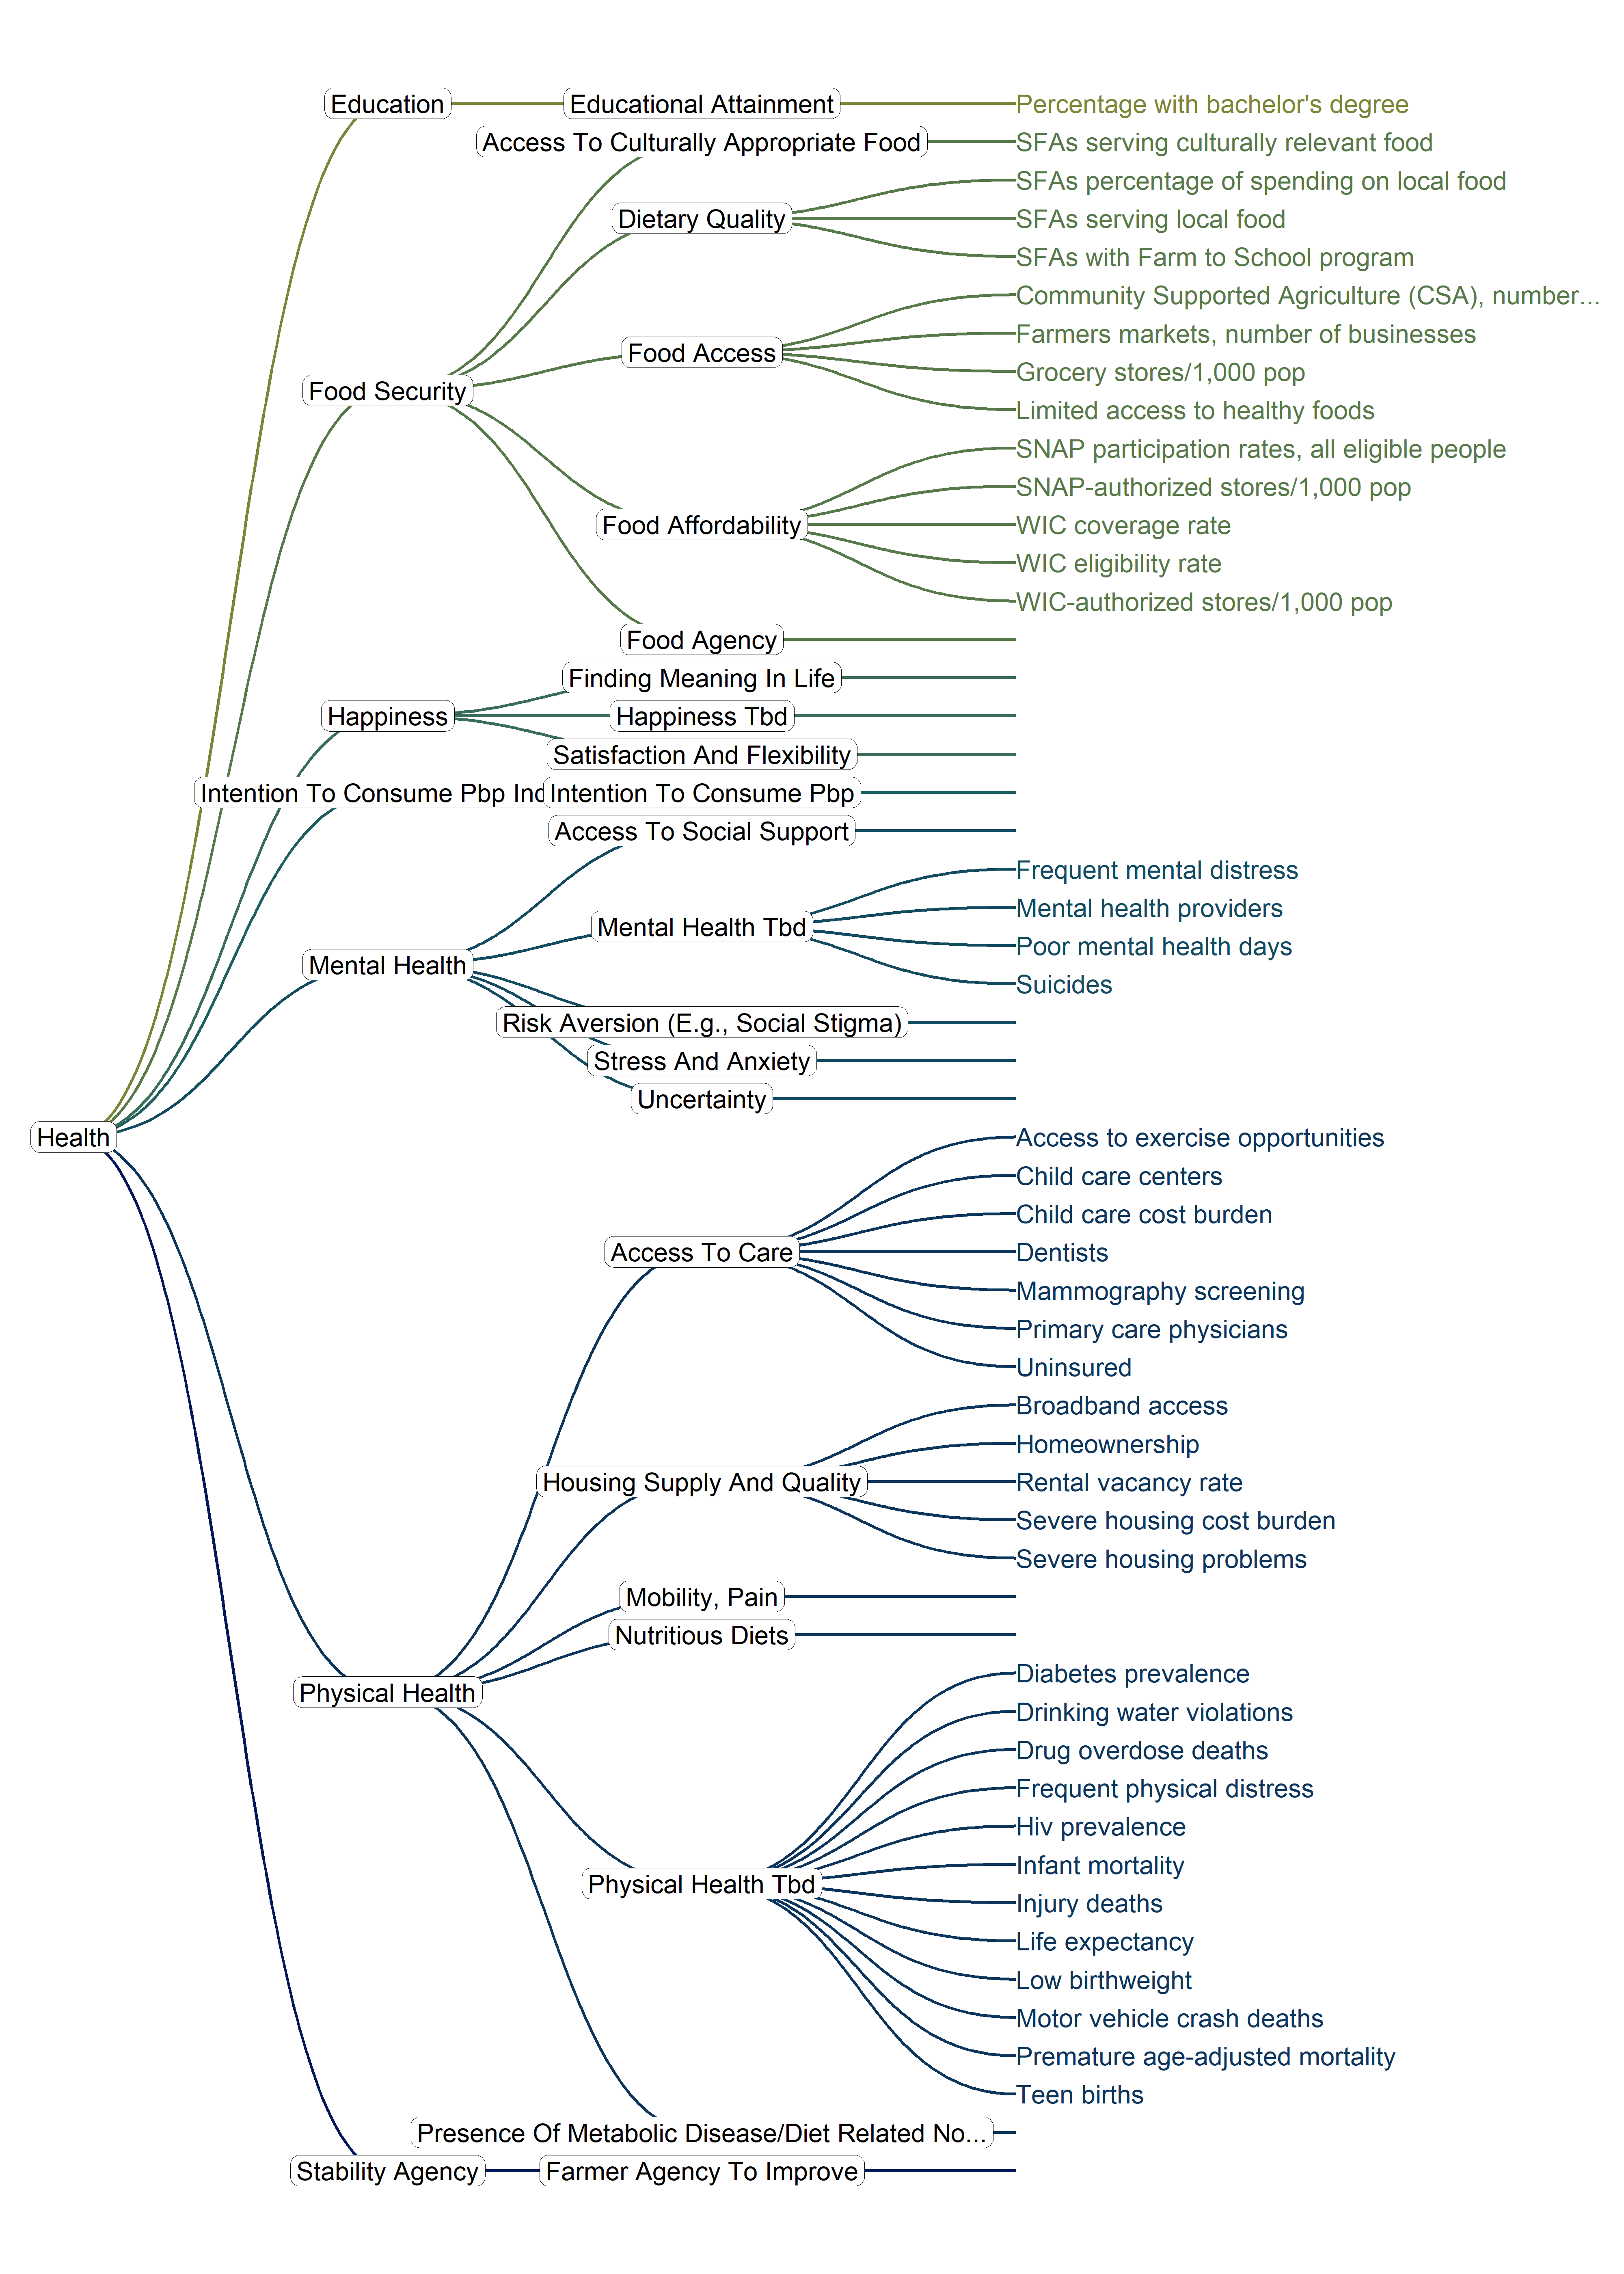 Education
Educational Attainment
Percentage with bachelor's degree
Access To Culturally Appropriate Food
SFAs serving culturally relevant food
SFAs percentage of spending on local food
Dietary Quality
SFAs serving local food
SFAs with Farm to School program
Community Supported Agriculture (CSA), number...
Farmers markets, number of businesses
Food Access
Grocery stores/1,000 pop
Food Security
Limited access to healthy foods
SNAP participation rates, all eligible people
SNAP-authorized stores/1,000 pop
Food Affordability
WIC coverage rate
WIC eligibility rate
WIC-authorized stores/1,000 pop
Food Agency
Finding Meaning In Life
Happiness
Happiness Tbd
Satisfaction And Flexibility
Intention To Consume Pbp
Intention To Consume Pbp
Access To Social Support
Frequent mental distress
Mental health providers
Mental Health Tbd
Poor mental health days
Mental Health
Suicides
Risk Aversion (E.g., Social Stigma)
Stress And Anxiety
Uncertainty
Health
Access to exercise opportunities
Child care centers
Child care cost burden
Access To Care
Dentists
Mammography screening
Primary care physicians
Uninsured
Broadband access
Homeownership
Housing Supply And Quality
Rental vacancy rate
Severe housing cost burden
Severe housing problems
Mobility, Pain
Nutritious Diets
Diabetes prevalence
Physical Health
Drinking water violations
Drug overdose deaths
Frequent physical distress
Hiv prevalence
Infant mortality
Physical Health Tbd
Injury deaths
Life expectancy
Low birthweight
Motor vehicle crash deaths
Premature age-adjusted mortality
Teen births
Presence Of Metabolic Disease/Diet Related No...
Stability Agency
Farmer Agency To Improve